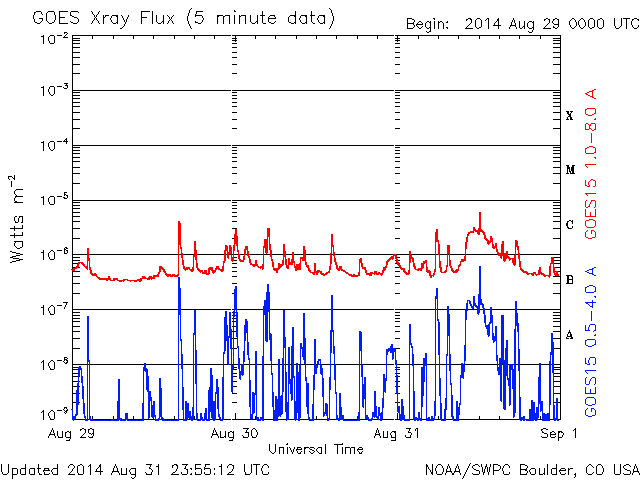 GOES Xray Flux (5 minute data)
Begin: 2014 Aug 29 0000 UTC
10-2
10-3
10-4
10-5
10-6
10-7
10-8
10-9
Watts m-2
X
M
C
B
A
GOES15 1.0-8.0 A
GOES15 0.5-4.0 A
Aug 29 Aug 30 Aug 31 Sep 1
Universal Time
Updated 2014 Aug 31 23:55:12 UTC
NOAA/SWPC Boulder, CO USA